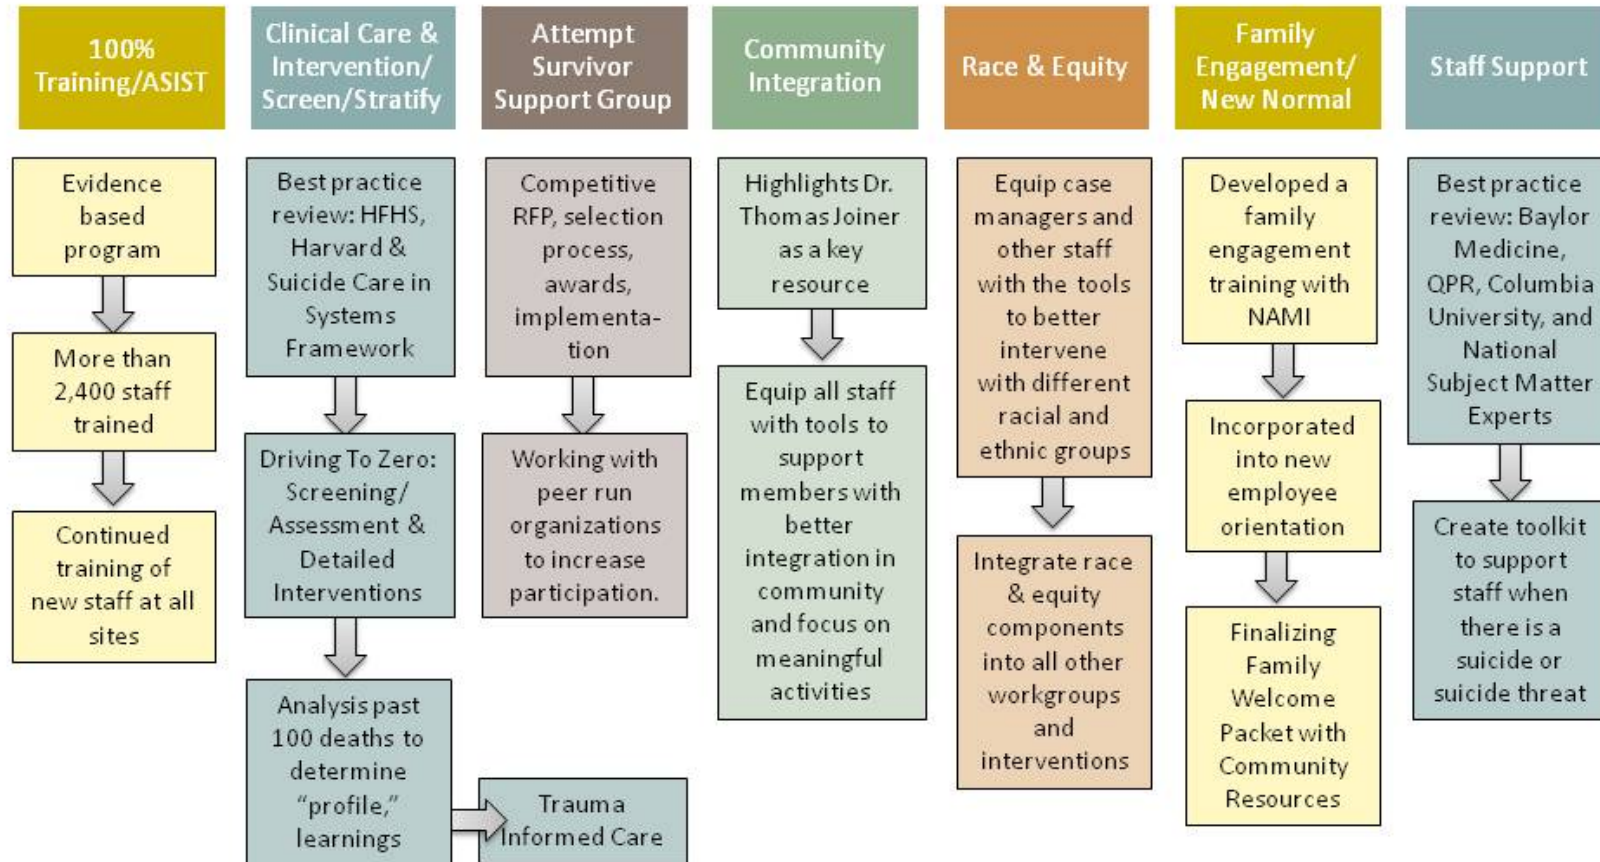 100%
Training/ASIST
Evidence
based
program
More than
2,400 staff
trained
Continued
training of
new staff at all
sites
Clinical Care &
Intervention/
Screen/Stratify
Best practice
review: HFHS,
Harvard &
Suicide Care in
Systems
Framework
Driving To Zero:
Screening/
Assessment &
Detailed
Interventions
Analysis past
100 deaths to
determine
“profile,”
learnings
Trauma
Informed Care
Attempt
Survivor
Support Group
Competitive
RFP, selection
process,
awards,
implementa-
tion
Working with
peer run
organizations
to increase
participation.
Community
Integration
Highlights Dr.
Thomas Joiner
as a key
resource
Equip all staff
with tools to
support
members with
better
integration in
community
and focus on
meaningful
activities
Race & Equity
Equip case
managers and
other staff
with the tools
to better
intervene
with different
racial and
ethnic groups
Integrate race
& equity
components
into all other
workgroups
and
interventions
Family
Engagement/
New Normal
Developed a
family
engagement
training with
NAMI
Incorporated
into new
employee
orientation
Finalizing
Family
Welcome
Packet with
Community
Resources
Staff Support
Best practice
review: Baylor
Medicine,
QPR, Columbia
University, and
National
Subject Matter
Experts
Create toolkit
to support
staff when
there is a
suicide or
suicide threat